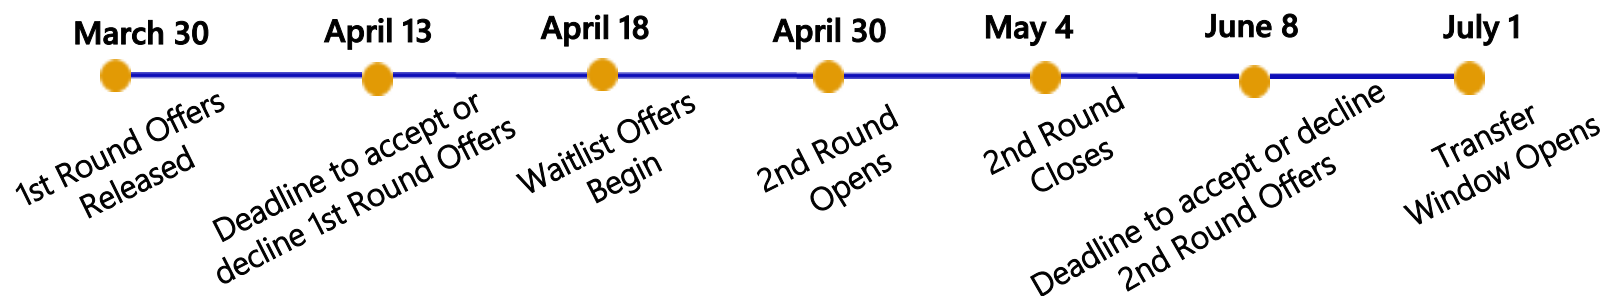 March 30
April 13
April 18
April 30
May 4
June 8
July 1
1st Round Offers
Released
Deadline to accept or
decline 1st Round Offers
Waitlist Offers
Begin
2nd Round
Opens
2nd Round
Closes
Deadline to accept or decline
2nd Round Offers
Transfer
Window Opens